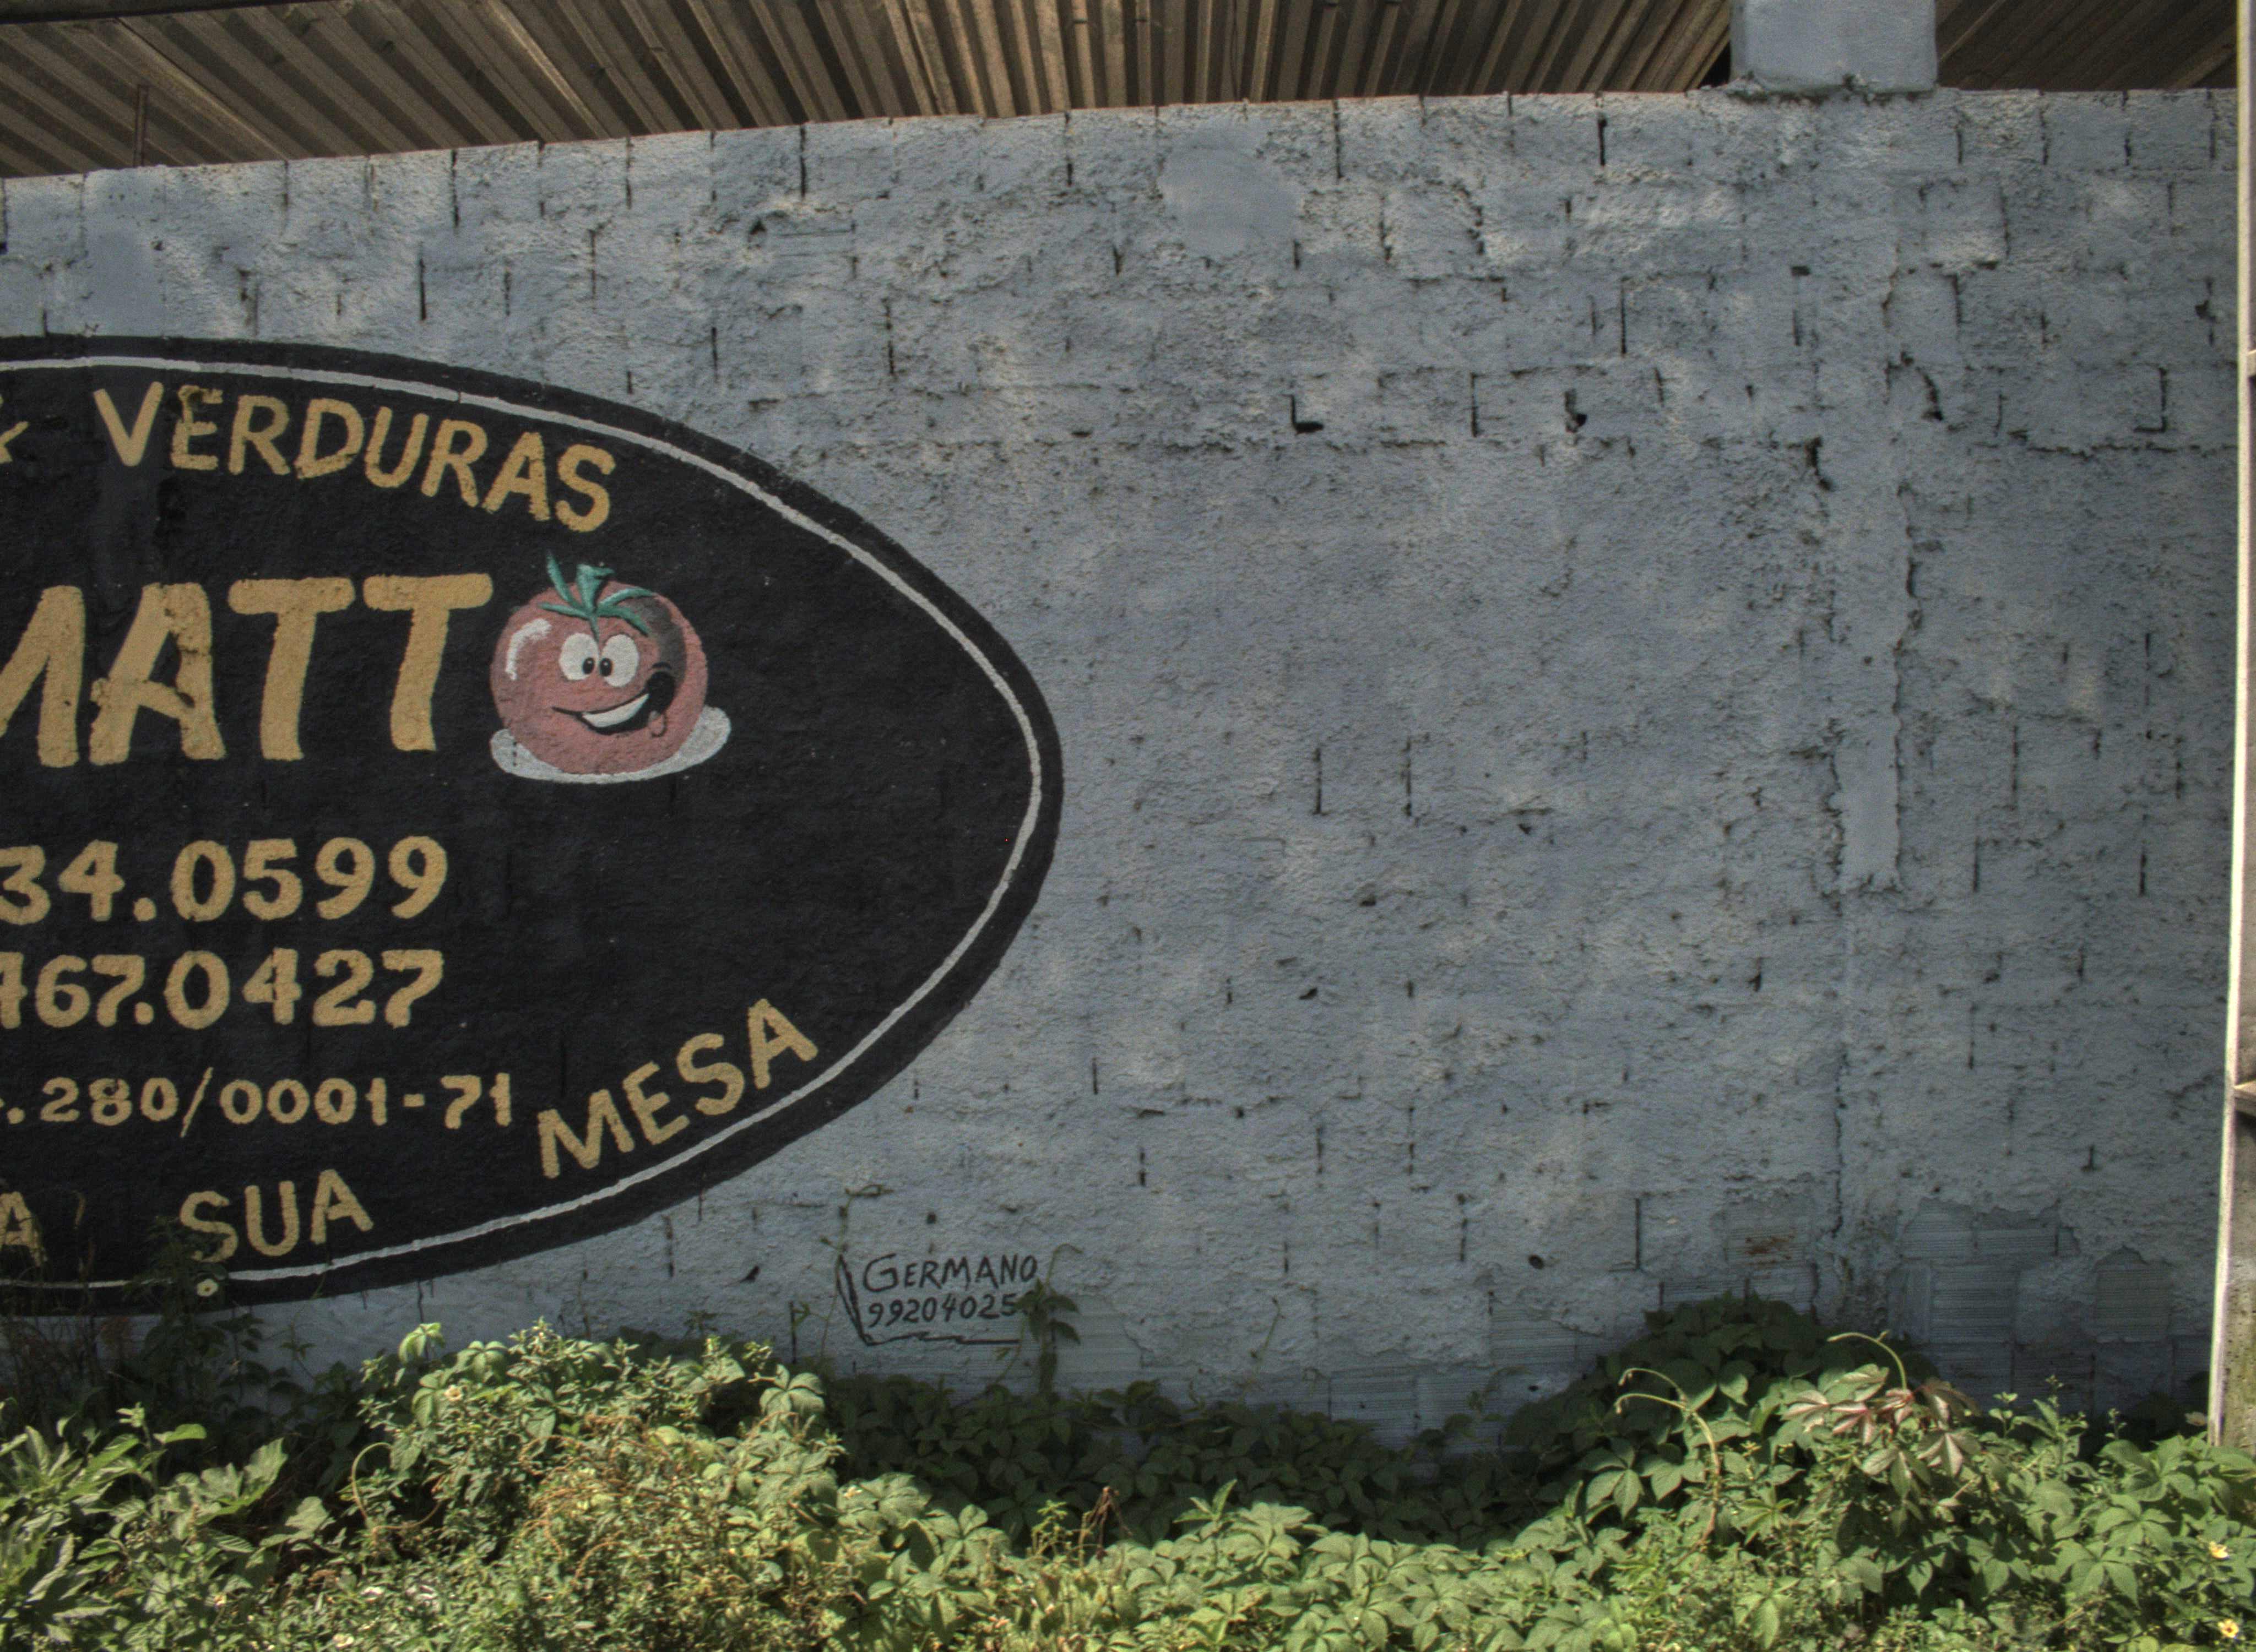 & VERDURAS
MATT
34.0599
467.0427
.280/0001-71
A SUA MESA
GERMANO
99204025